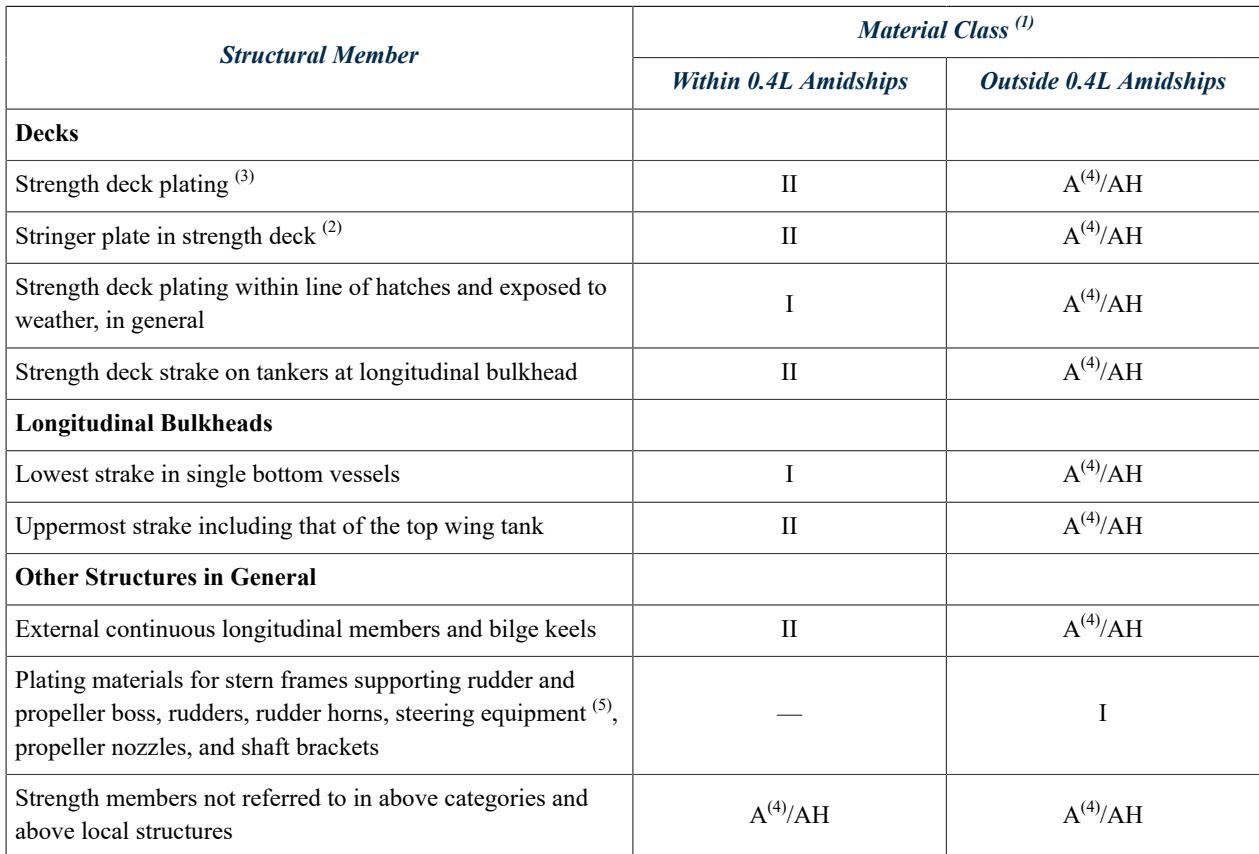 Structural Member
Material Class (1)
Within 0.4L Amidships
Outside 0.4L Amidships
Decks
Strength deck plating (3)
II
A(4)/AH
Stringer plate in strength deck (2)
II
A(4)/AH
Strength deck plating within line of hatches and exposed to
weather, in general
I
A(4)/AH
Strength deck strake on tankers at longitudinal bulkhead
II
A(4)/AH
Longitudinal Bulkheads
Lowest strake in single bottom vessels
I
A(4)/AH
Uppermost strake including that of the top wing tank
II
A(4)/AH
Other Structures in General
External continuous longitudinal members and bilge keels
II
A(4)/AH
Plating materials for stern frames supporting rudder and
propeller boss, rudders, rudder horns, steering equipment (5),
propeller nozzles, and shaft brackets
—
I
Strength members not referred to in above categories and
above local structures
A(4)/AH
A(4)/AH